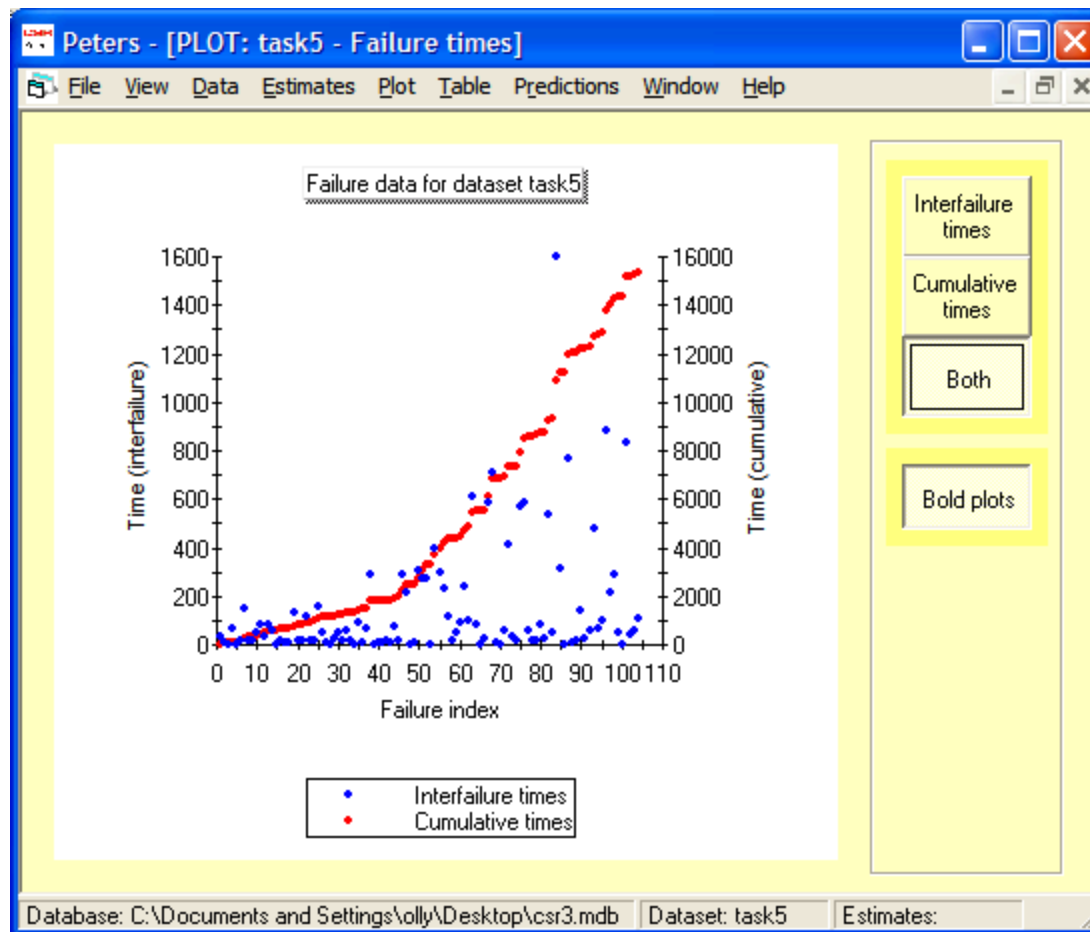 Peters - [PLOT: task5 - Failure times]
File View Data Estimates Plot Table Predictions Window Help
Failure data for dataset task5
1600
1400
1200
1000
800
600
400
200
0
Time (interfailure)
16000
14000
12000
10000
8000
6000
4000
2000
0
Time (cumulative)
0 10 20 30 40 50 60 70 80 90 100 110
Failure index
Interfailure times
Cumulative times
Interfailure
times
Cumulative
times
Both
Bold plots
Database: C:\Documents and Settings\olly\Desktop\csr3.mdb Dataset: task5 Estimates: